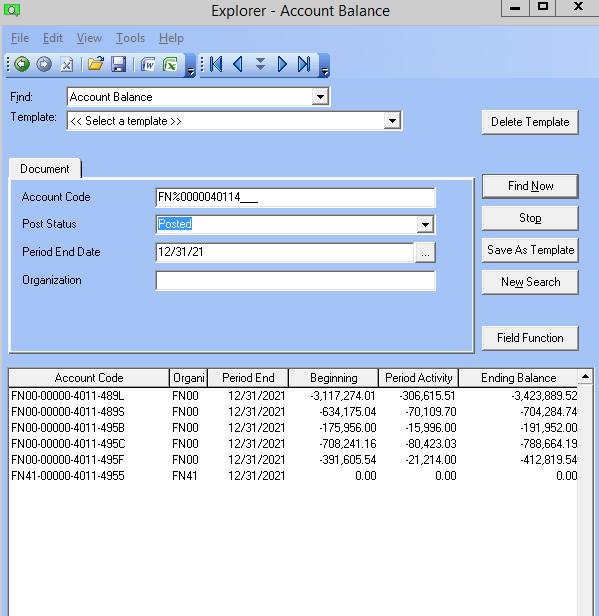 Explorer - Account Balance
File Edit View Tools Help
Find: Account Balance
Template: << Select a template >>
Delete Template
Document
Account Code FN%0000040114___
Find Now
Post Status Posted
Stop
Period End Date 12/31/21 ...
Save As Template
Organization
New Search
Field Function
Account Code Organi Period End Beginning Period Activity Ending Balance
FN00-00000-4011-489L FN00 12/31/2021 -3,117,274.01 -306,615.51 -3,423,889.52
FN00-00000-4011-489S FN00 12/31/2021 -634,175.04 -70,109.70 -704,284.74
FN00-00000-4011-495B FN00 12/31/2021 -175,956.00 -15,996.00 -191,952.00
FN00-00000-4011-495C FN00 12/31/2021 -708,241.16 -80,423.03 -788,664.19
FN00-00000-4011-495F FN00 12/31/2021 -391,605.54 -21,214.00 -412,819.54
FN41-00000-4011-4955 FN41 12/31/2021 0.00 0.00 0.00